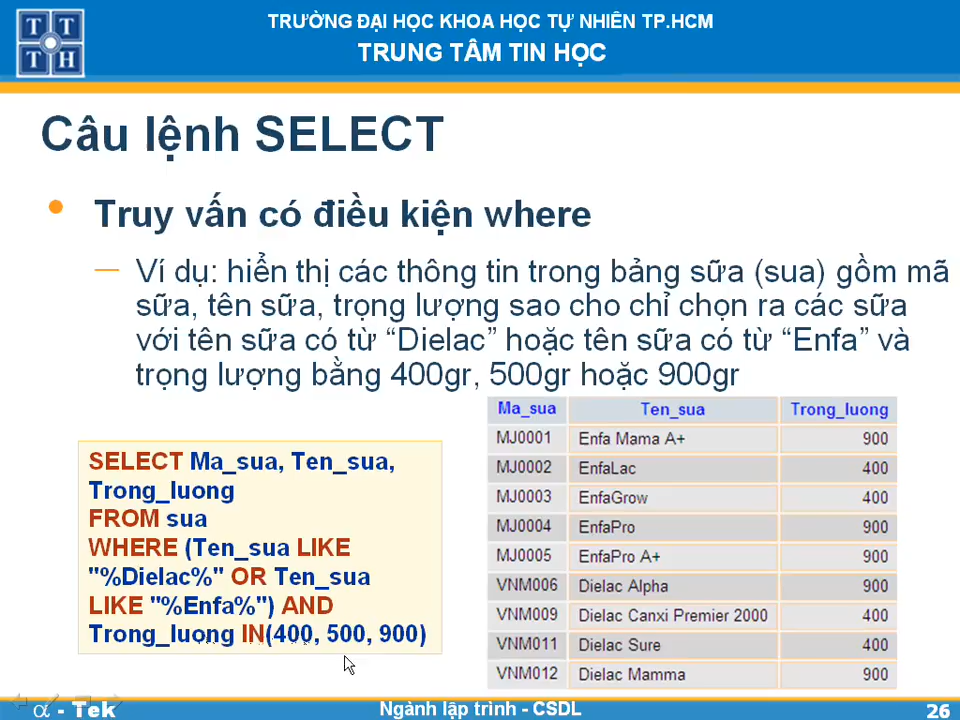 T T
T H
TRƯỜNG ĐẠI HỌC KHOA HỌC TỰ NHIÊN TP.HCM
TRUNG TÂM TIN HỌC
Câu lệnh SELECT
• Truy vấn có điều kiện where
– Ví dụ: hiển thị các thông tin trong bảng sữa (sua) gồm mã
sữa, tên sữa, trọng lượng sao cho chỉ chọn ra các sữa
với tên sữa có từ “Dielac” hoặc tên sữa có từ “Enfa” và
trọng lượng bằng 400gr, 500gr hoặc 900gr
SELECT Ma_sua, Ten_sua,
Trong_luong
FROM sua
WHERE (Ten_sua LIKE
"%Dielac%" OR Ten_sua
LIKE "%Enfa%") AND
Trong_luong IN(400, 500, 900)
Ma_sua Ten_sua Trong_luong
MJ0001 Enfa Mama A+ 900
MJ0002 EnfaLac 400
MJ0003 EnfaGrow 400
MJ0004 EnfaPro 900
MJ0005 EnfaPro A+ 900
VNM006 Dielac Alpha 900
VNM009 Dielac Canxi Premier 2000 400
VNM011 Dielac Sure 400
VNM012 Dielac Mamma 900
α - Tek
Ngành lập trình - CSDL
26